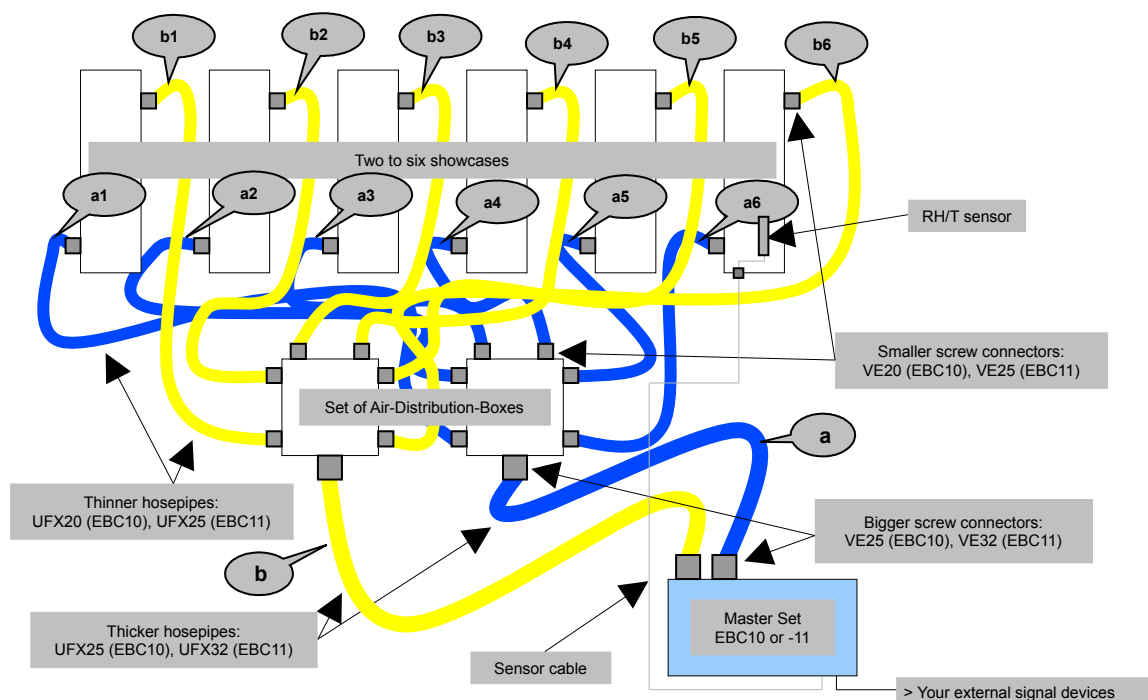 b1
b2
b3
b4
b5
b6
Two to six showcases
a1
a2
a3
a4
a5
a6
RH/T sensor
Smaller screw connectors:
VE20 (EBC10), VE25 (EBC11)
Set of Air-Distribution-Boxes
a
Thinner hosepipes:
UFX20 (EBC10), UFX25 (EBC11)
Bigger screw connectors:
VE25 (EBC10), VE32 (EBC11)
b
Thicker hosepipes:
UFX25 (EBC10), UFX32 (EBC11)
Master Set
EBC10 or -11
Sensor cable
> Your external signal devices